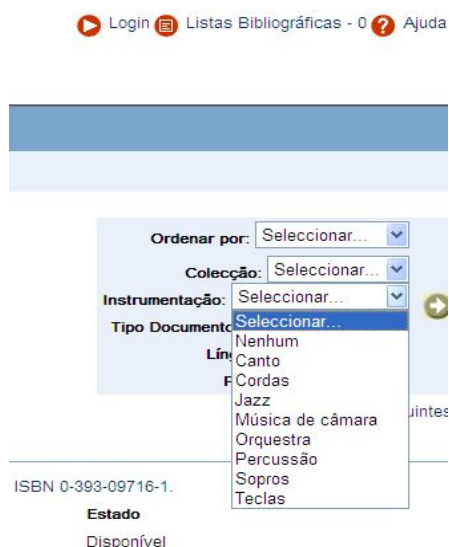 Login Listas Bibliográficas - 0 Ajuda
Ordenar por: Seleccionar...
Colecção: Seleccionar...
Instrumentação: Seleccionar...
Tipo Documento
Seleccionar...
Nenhum
Canto
Cordas
Jazz
Música de câmara
Orquestra
Percussão
Sopros
Teclas
ISBN 0-393-09716-1.
Estado
Disponível